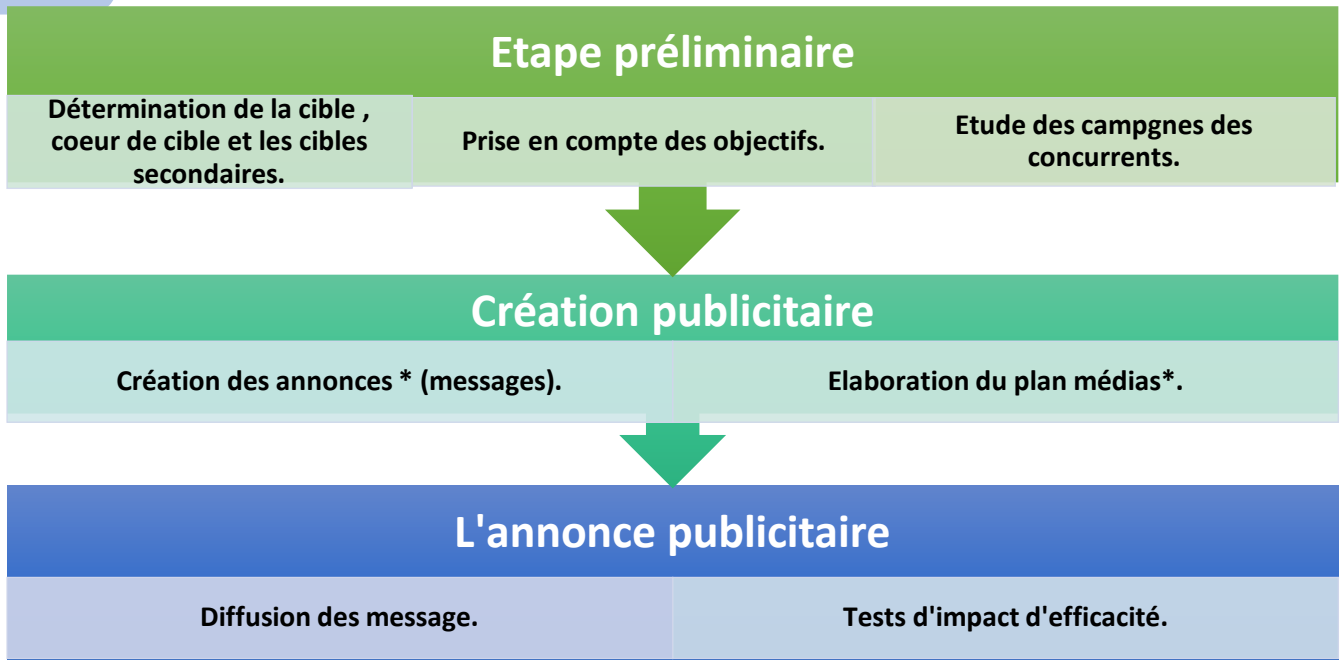 Etape préliminaire
Détermination de la cible ,
coeur de cible et les cibles
secondaires.
Prise en compte des objectifs.
Etude des campgnes des
concurrents.
Création publicitaire
Création des annonces * (messages).
Elaboration du plan médias*.
L'annonce publicitaire
Diffusion des message.
Tests d'impact d'efficacité.